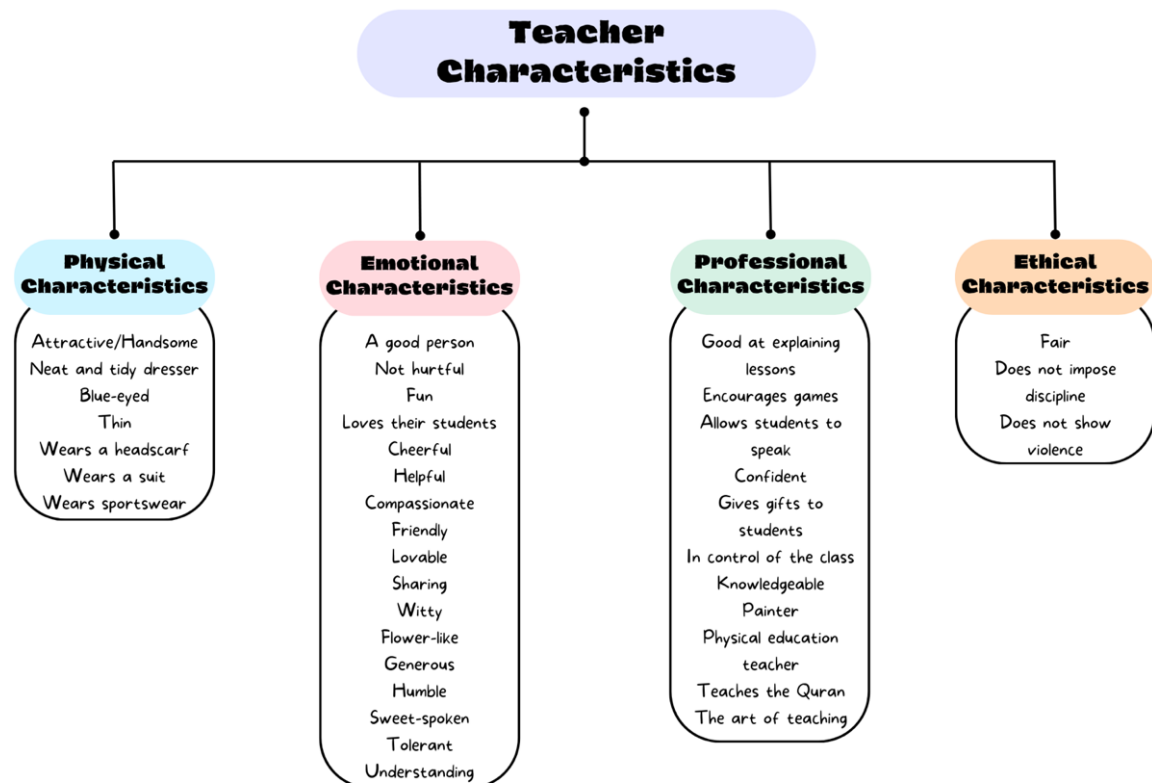 Teacher
Characteristics
Physical
Characteristics
Attractive/Handsome
Neat and tidy dresser
Blue-eyed
Thin
Wears a headscarf
Wears a suit
Wears sportswear
Emotional
Characteristics
A good person
Not hurtful
Fun
Loves their students
Cheerful
Helpful
Compassionate
Friendly
Lovable
Sharing
Witty
Flower-like
Generous
Humble
Sweet-spoken
Tolerant
Understanding
Professional
Characteristics
Good at explaining
lessons
Encourages games
Allows students to
speak
Confident
Gives gifts to
students
In control of the class
Knowledgeable
Painter
Physical education
teacher
Teaches the Quran
The art of teaching
Ethical
Characteristics
Fair
Does not impose
discipline
Does not show
violence